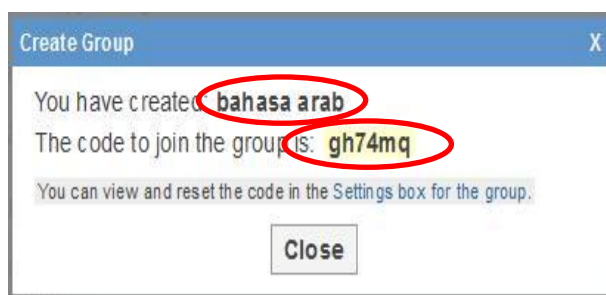 Create Group X
You have created: bahasa arab
The code to join the group is: gh74mq
You can view and reset the code in the Settings box for the group.
Close